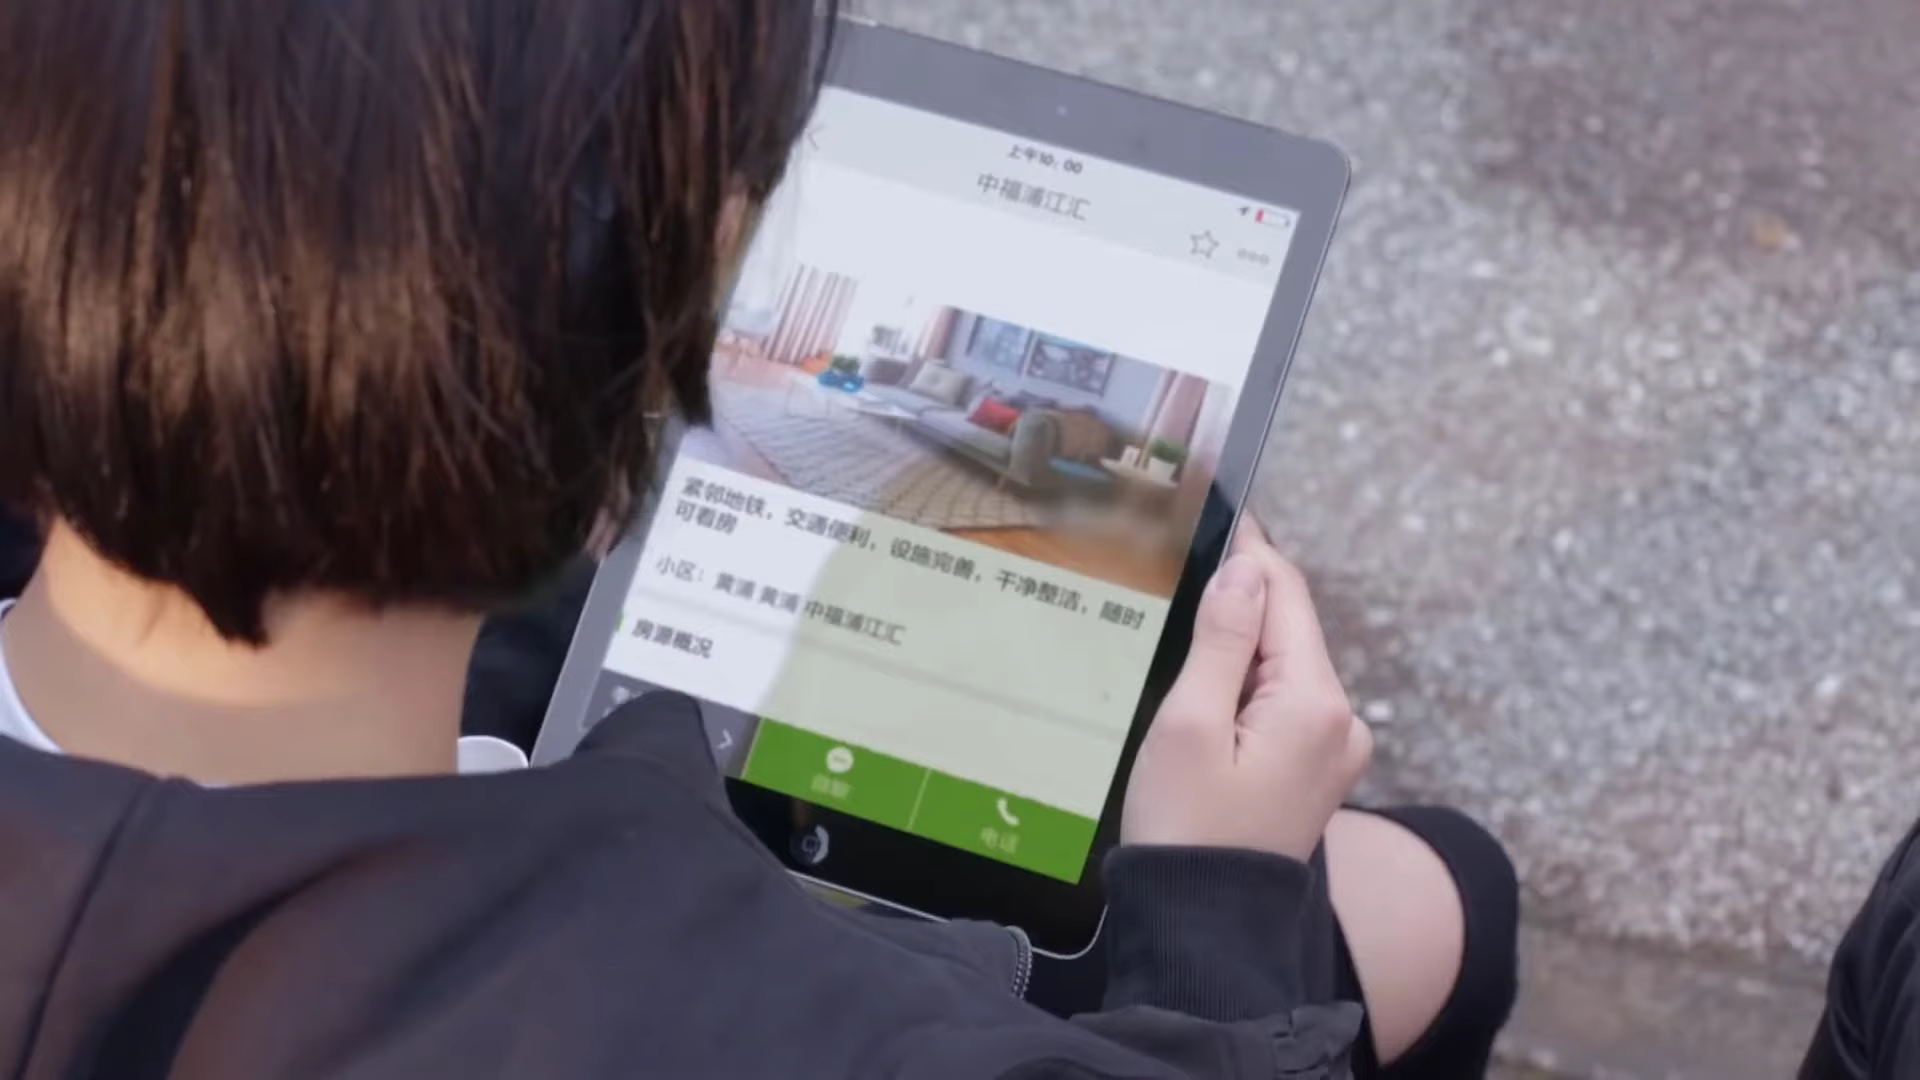 上午10:00
中福浦江汇
紧邻地铁，交通便利，设施完善，干净整洁，随时
可看房
小区：黄浦 黄浦 中福浦江汇
房源概况
电话